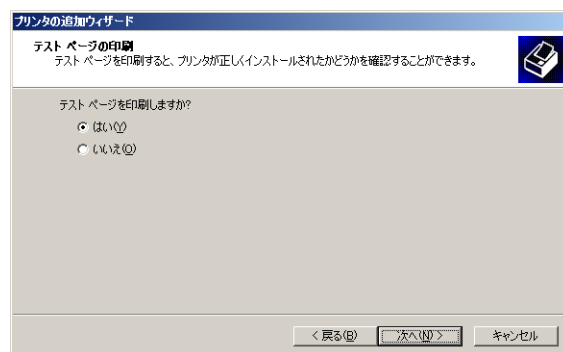 プリンタの追加ウィザード
テスト ページの印刷
テスト ページを印刷すると、プリンタが正しくインストールされたかどうかを確認することができます。
テスト ページを印刷しますか?
はい(Y)
いいえ(O)
< 戻る(B) 次へ(N) > キャンセル